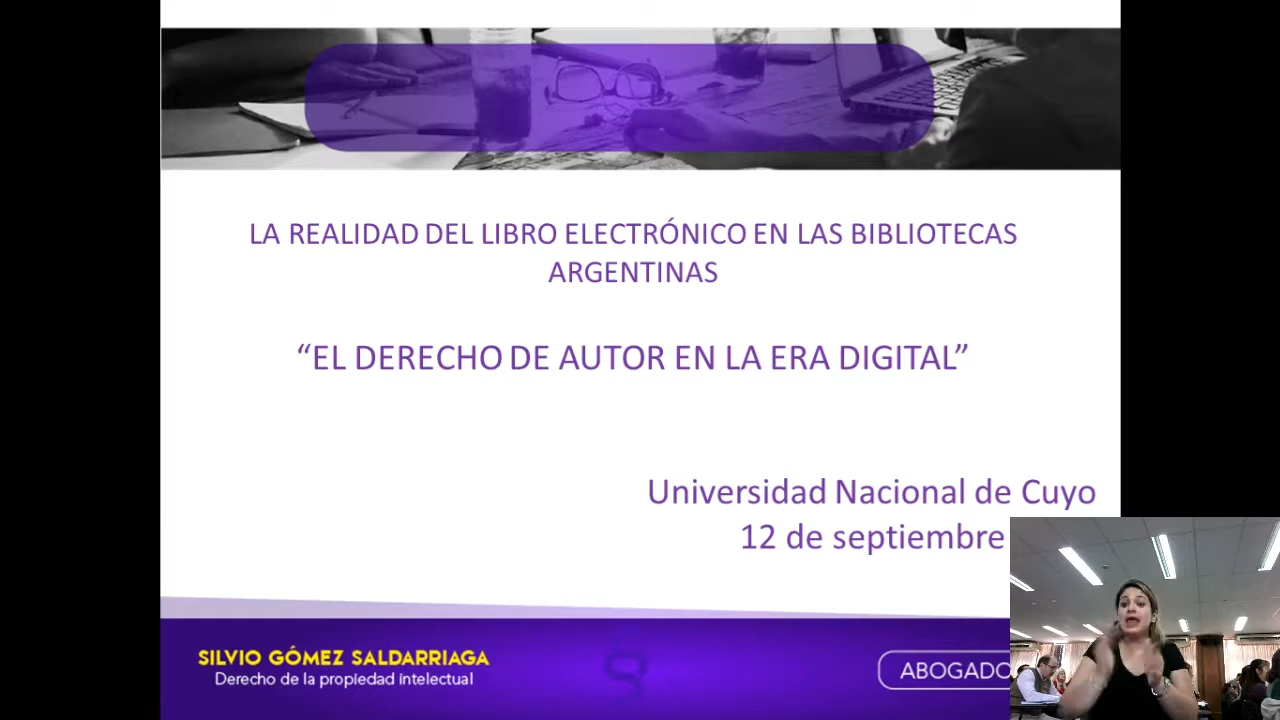 LA REALIDAD DEL LIBRO ELECTRÓNICO EN LAS BIBLIOTECAS
ARGENTINAS
“EL DERECHO DE AUTOR EN LA ERA DIGITAL”
Universidad Nacional de Cuyo
12 de septiembre
SILVIO GÓMEZ SALDARRIAGA
Derecho de la propiedad intelectual
ABOGADO